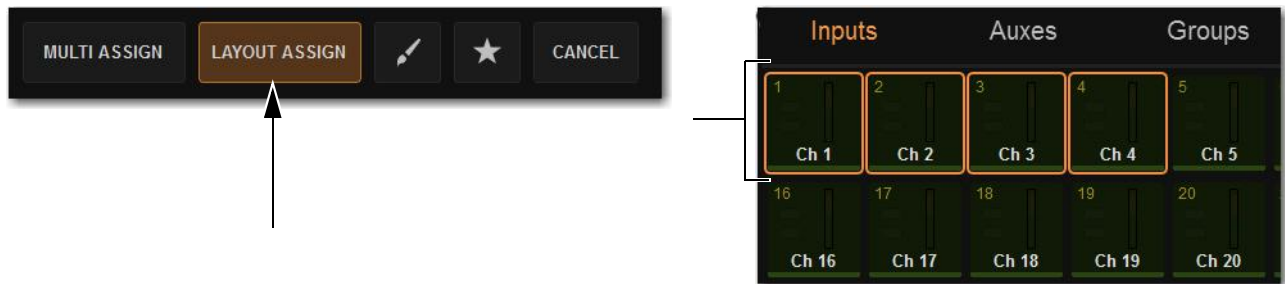 MULTI ASSIGN LAYOUT ASSIGN CANCEL
Inputs Auxes Groups
1 2 3 4 5
Ch 1 Ch 2 Ch 3 Ch 4 Ch 5
16 17 18 19 20
Ch 16 Ch 17 Ch 18 Ch 19 Ch 20